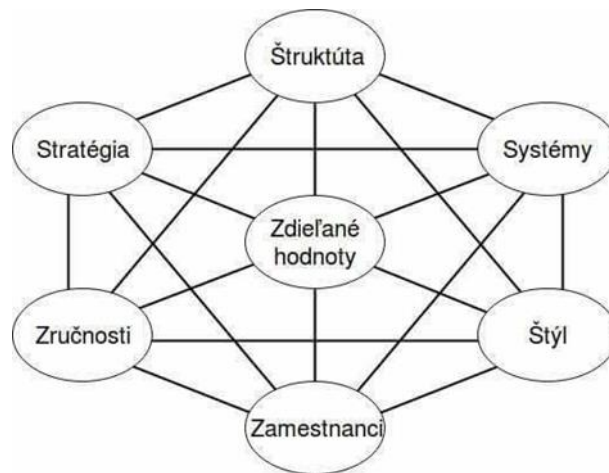 Štruktúta
Stratégia
Systémy
Zdieľané
hodnoty
Zručnosti
Štýl
Zamestnanci